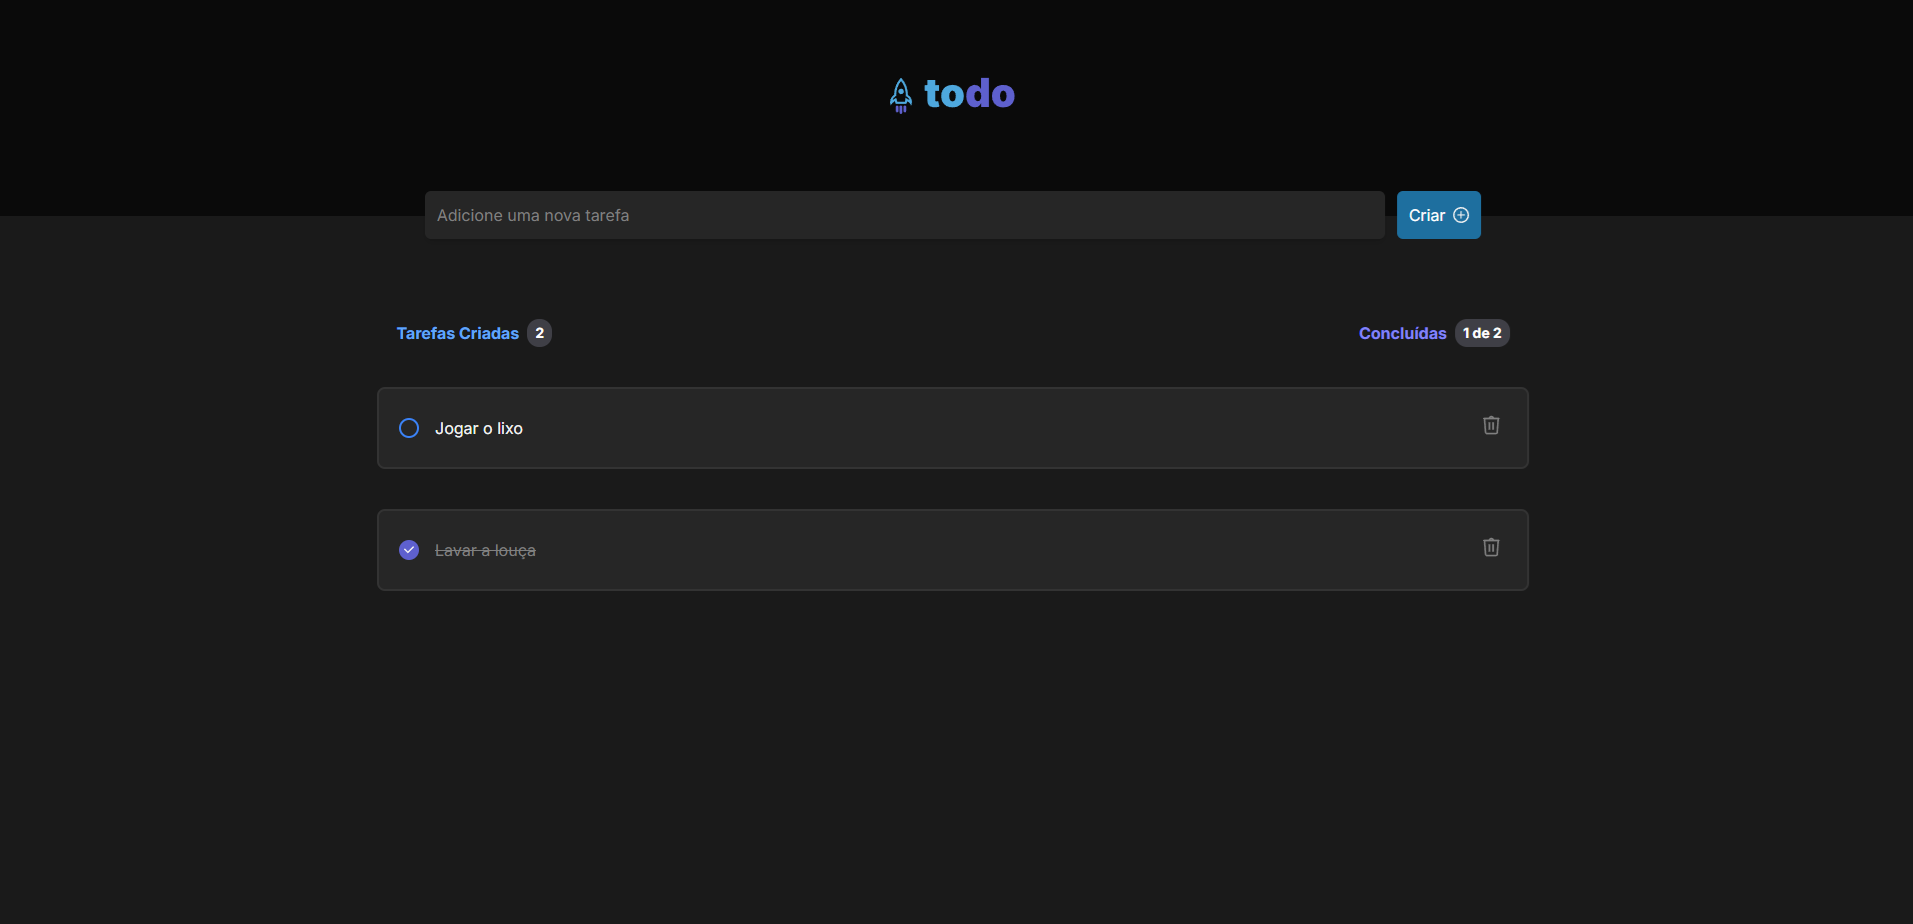 todo
Adicione uma nova tarefa
Criar
Tarefas Criadas 2
Concluídas 1 de 2
Jogar o lixo
Lavar a louça